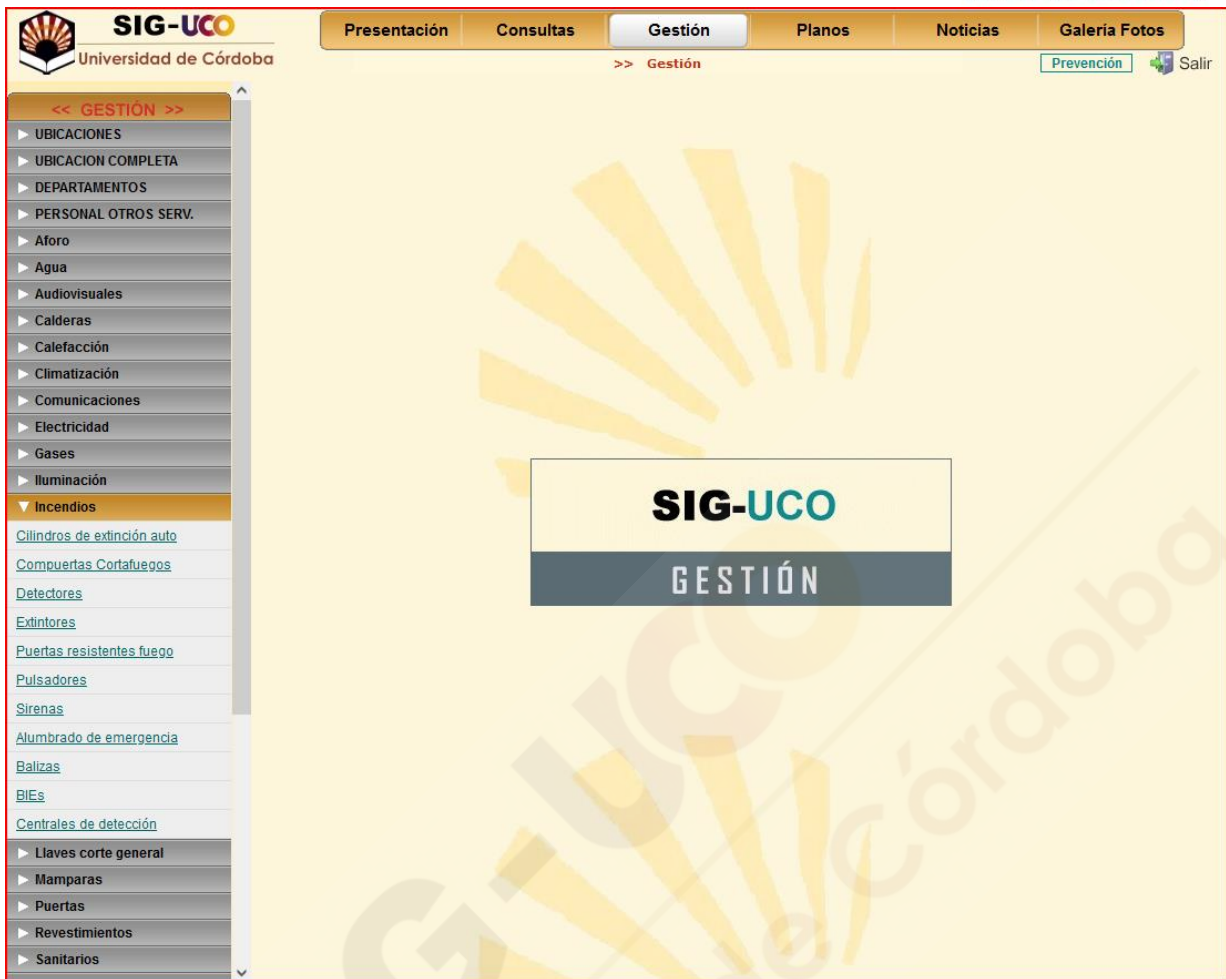 SIG-UCO
Universidad de Córdoba
Presentación Consultas Gestión Planos Noticias Galería Fotos
>> Gestión
Prevención Salir
<< GESTIÓN >>
UBICACIONES
UBICACION COMPLETA
DEPARTAMENTOS
PERSONAL OTROS SERV.
Aforo
Agua
Audiovisuales
Calderas
Calefacción
Climatización
Comunicaciones
Electricidad
Gases
Iluminación
Incendios
Cilindros de extinción auto
Compuertas Cortafuegos
Detectores
Extintores
Puertas resistentes fuego
Pulsadores
Sirenas
Alumbrado de emergencia
Balizas
BIEs
Centrales de detección
Llaves corte general
Mamparas
Puertas
Revestimientos
Sanitarios
SIG-UCO
GESTIÓN
G-UCO
de Córdoba